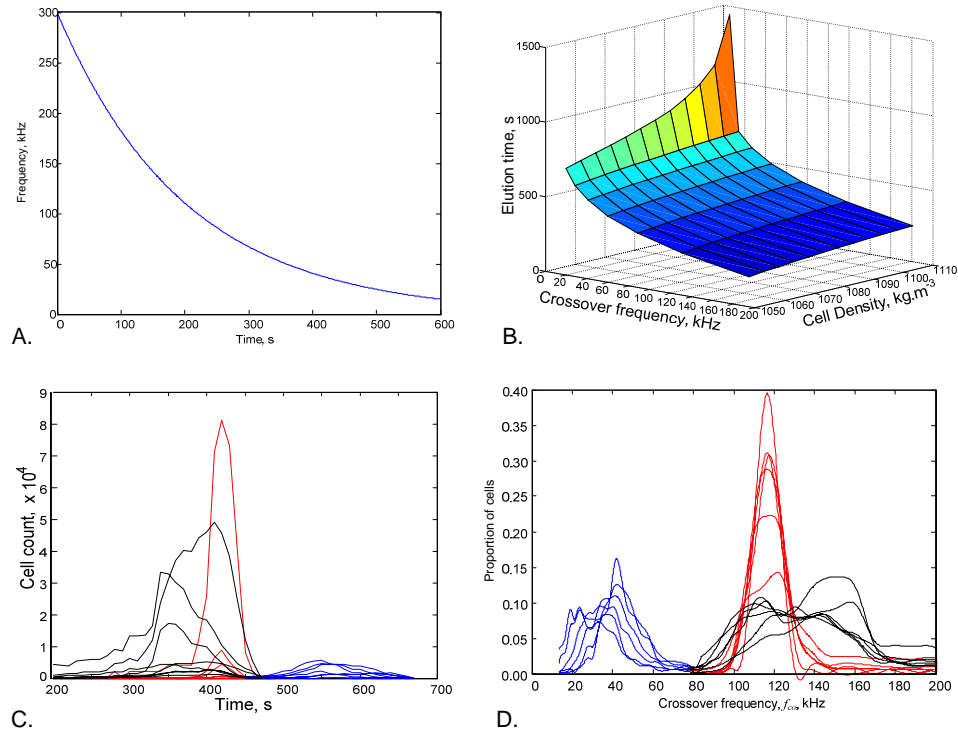 300
250
200
150
100
50
0
Frequency, kHz
0 100 200 300 400 500 600
Time, s
A.
1500
1000
500
0
Elution time, s
0 20 40 60 80 100 120 140 160 180 200
Crossover frequency, kHz
1050 1060 1070 1080 1090 1100 1110
Cell Density, kg.m-3
B.
9
8
7
6
5
4
3
2
1
0
Cell count, x 10⁴
200 300 400 500 600 700
Time, s
C.
0.40
0.35
0.30
0.25
0.20
0.15
0.10
0.05
0.00
Proportion of cells
0 20 40 60 80 100 120 140 160 200
Crossover frequency, fco, kHz
D.